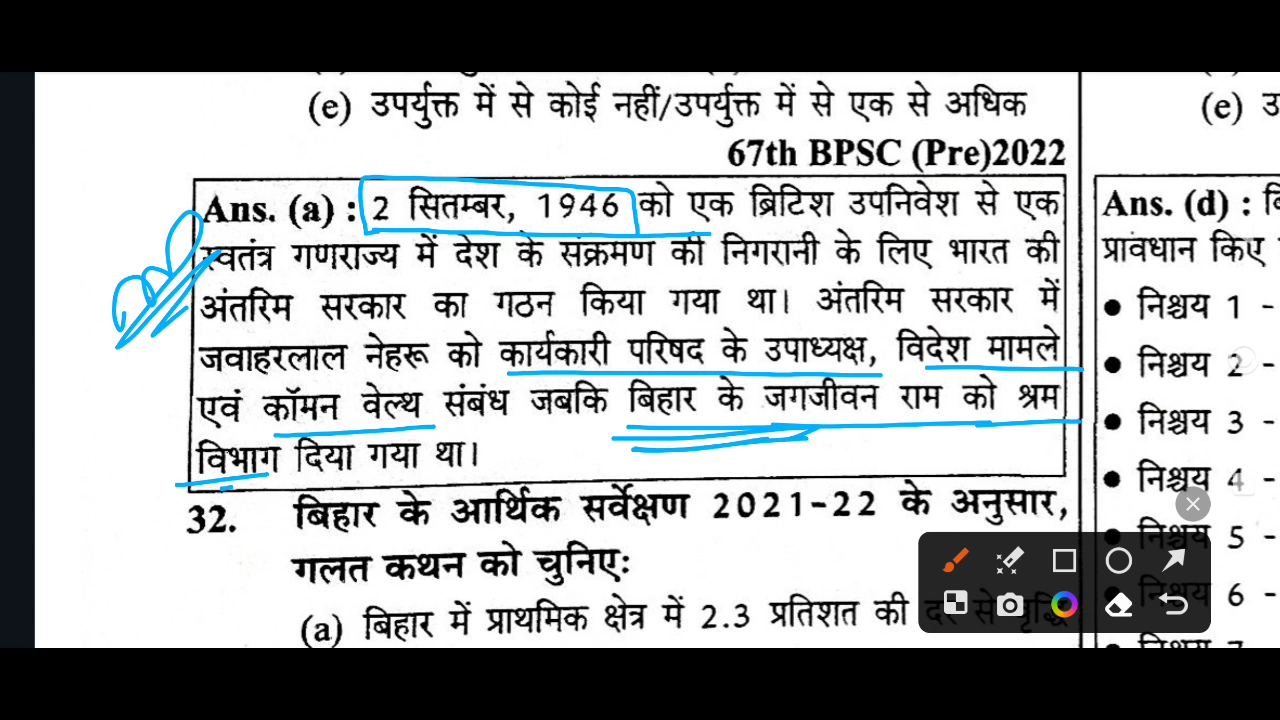 (e) उपर्युक्त में से कोई नहीं/उपर्युक्त में से एक से अधिक
67th BPSC (Pre)2022
Ans. (a) : 2 सितम्बर, 1946 को एक ब्रिटिश उपनिवेश से एक
स्वतंत्र गणराज्य में देश के संक्रमण की निगरानी के लिए भारत की
अंतरिम सरकार का गठन किया गया था। अंतरिम सरकार में
जवाहरलाल नेहरू को कार्यकारी परिषद के उपाध्यक्ष, विदेश मामले
एवं कॉमन वेल्थ संबंध जबकि बिहार के जगजीवन राम को श्रम
विभाग दिया गया था।
32. बिहार के आर्थिक सर्वेक्षण 2021-22 के अनुसार,
गलत कथन को चुनिए:
(a) बिहार में प्राथमिक क्षेत्र में 2.3 प्रतिशत की दर से वृद्धि
(e)
Ans. (d) :
प्रावधान किए
● निश्चय 1 -
● निश्चय 2 -
● निश्चय 3 -
● निश्चय 4 -
● निश्चय 5 -
● निश्चय 6 -